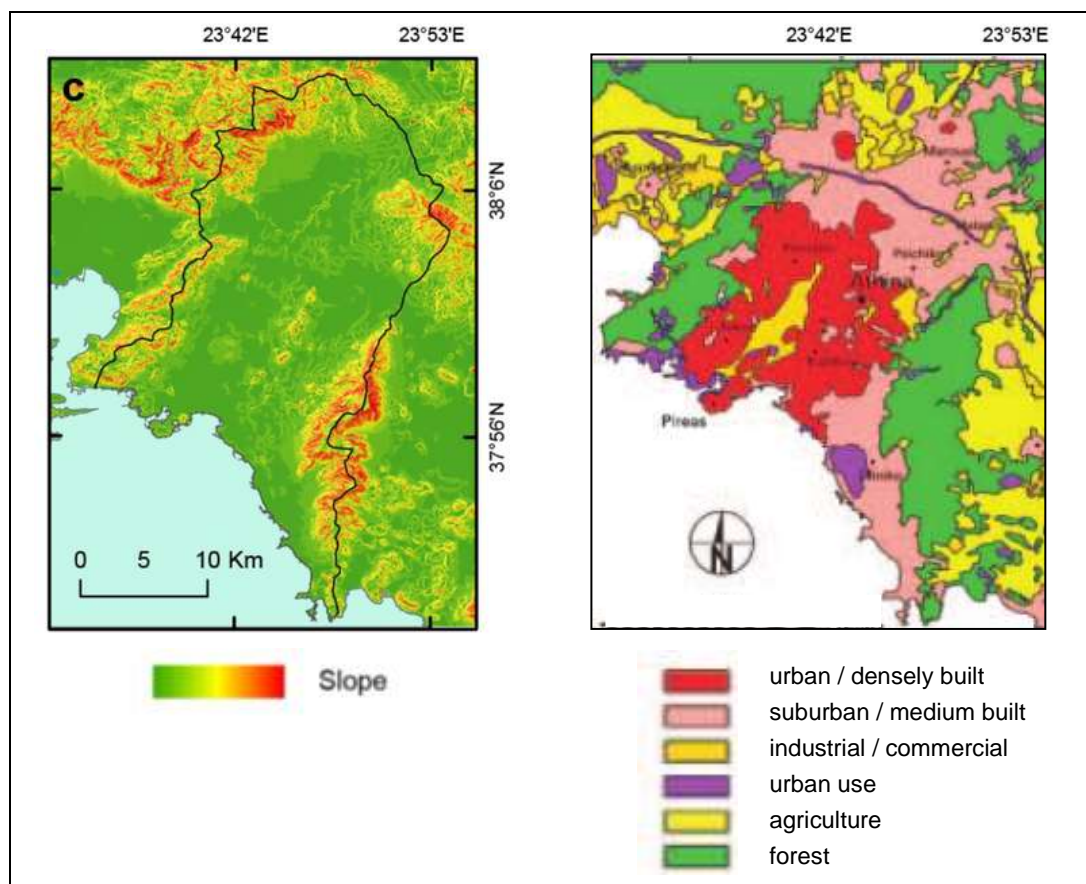 23°42'E 23°53'E
c
38°6'N
37°56'N
0 5 10 Km
Slope
23°42'E 23°53'E
Pireas
N
urban / densely built
suburban / medium built
industrial / commercial
urban use
agriculture
forest